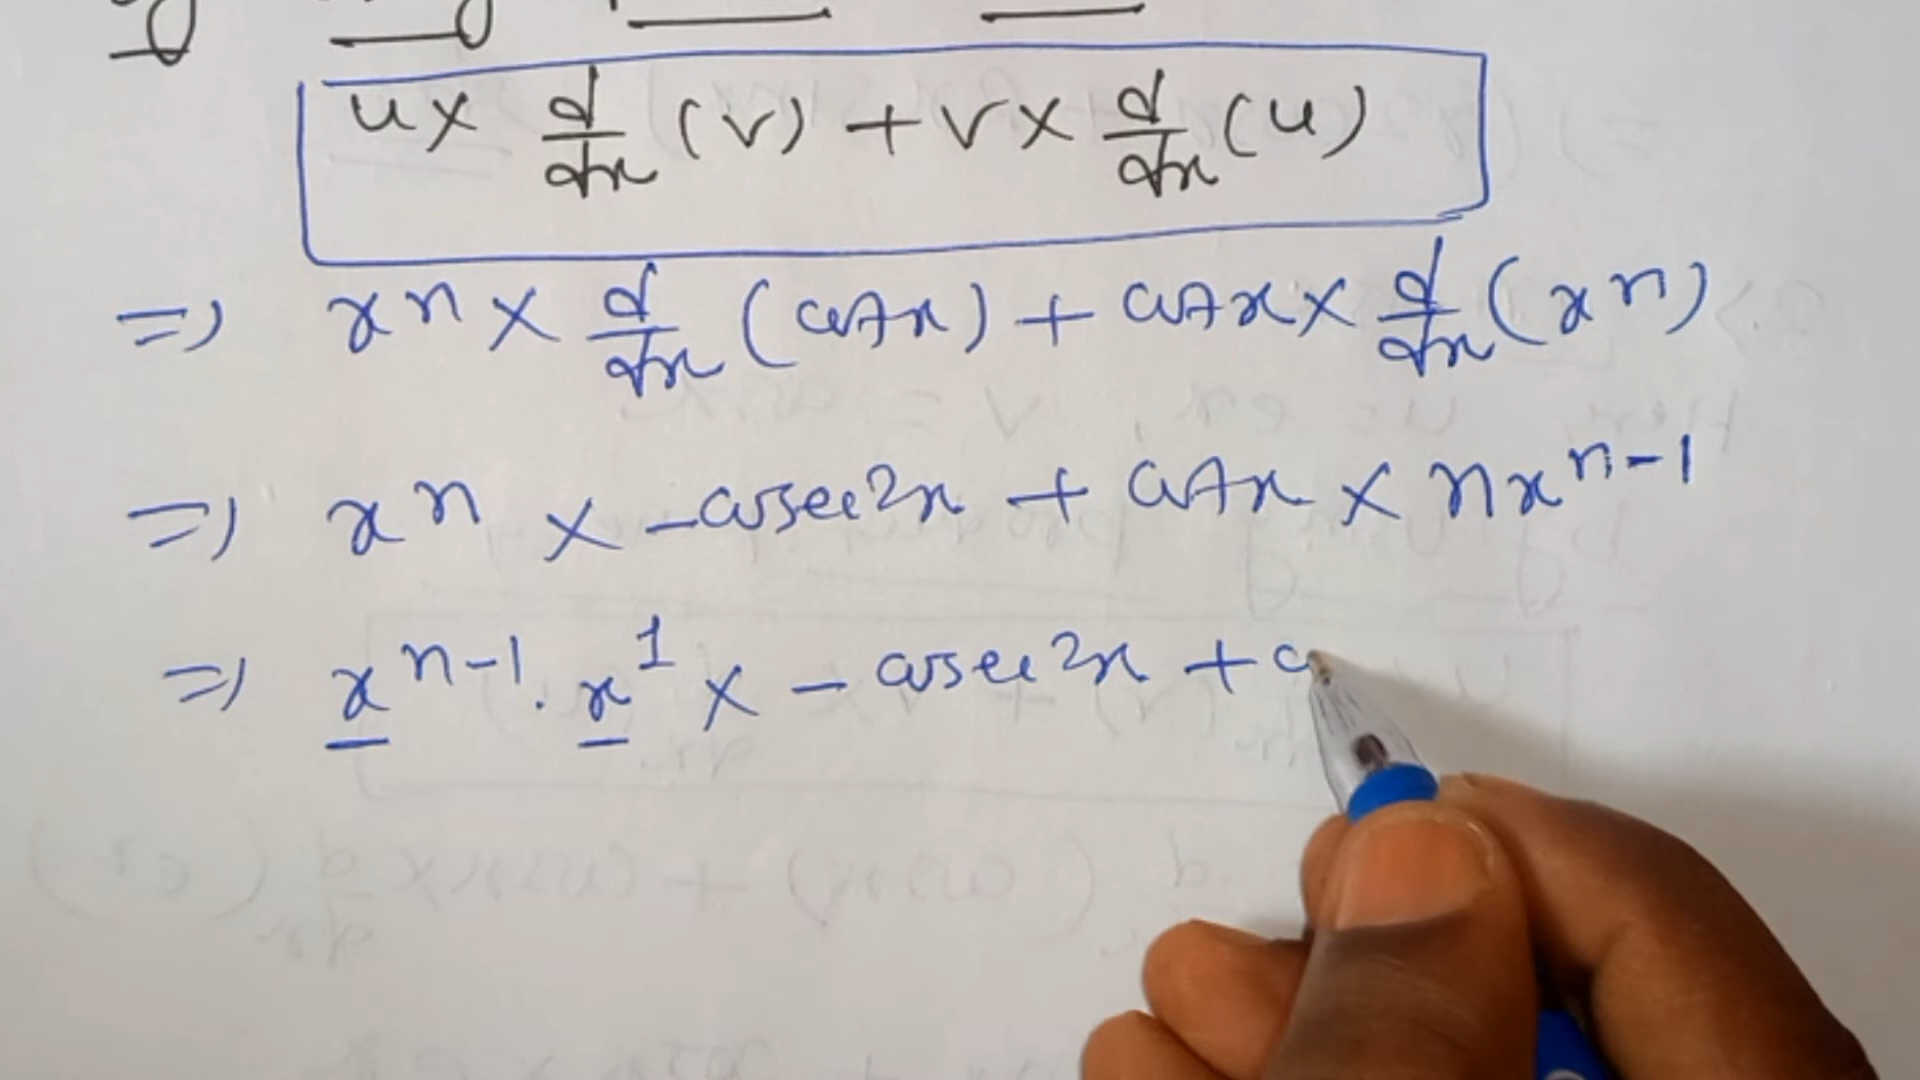 u × d/dx (v) + v × d/dx (u)
=> xⁿ × d/dx (cotx) + cotx × d/dx (xⁿ)
=> xⁿ × -cosec²x + cotx × nxⁿ⁻¹
=> xⁿ⁻¹ . x¹ × - cosec²x + c